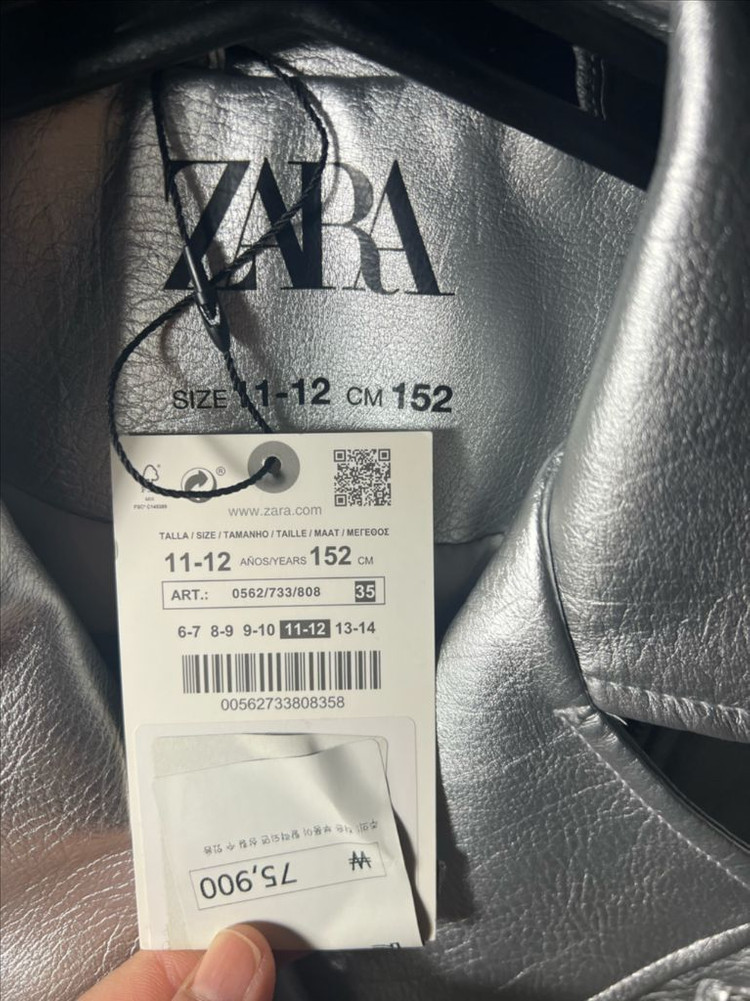 ZARA
SIZE 11-12 CM 152
www.zara.com
TALLA / SIZE / TAMANHO / TAILLE / MAAT / ΜΕΓΕΘΟΣ
11-12 AÑOS/YEARS 152 CM
ART.: 0562/733/808 35
6-7 8-9 9-10 11-12 13-14
00562733808358
₩ 75,900